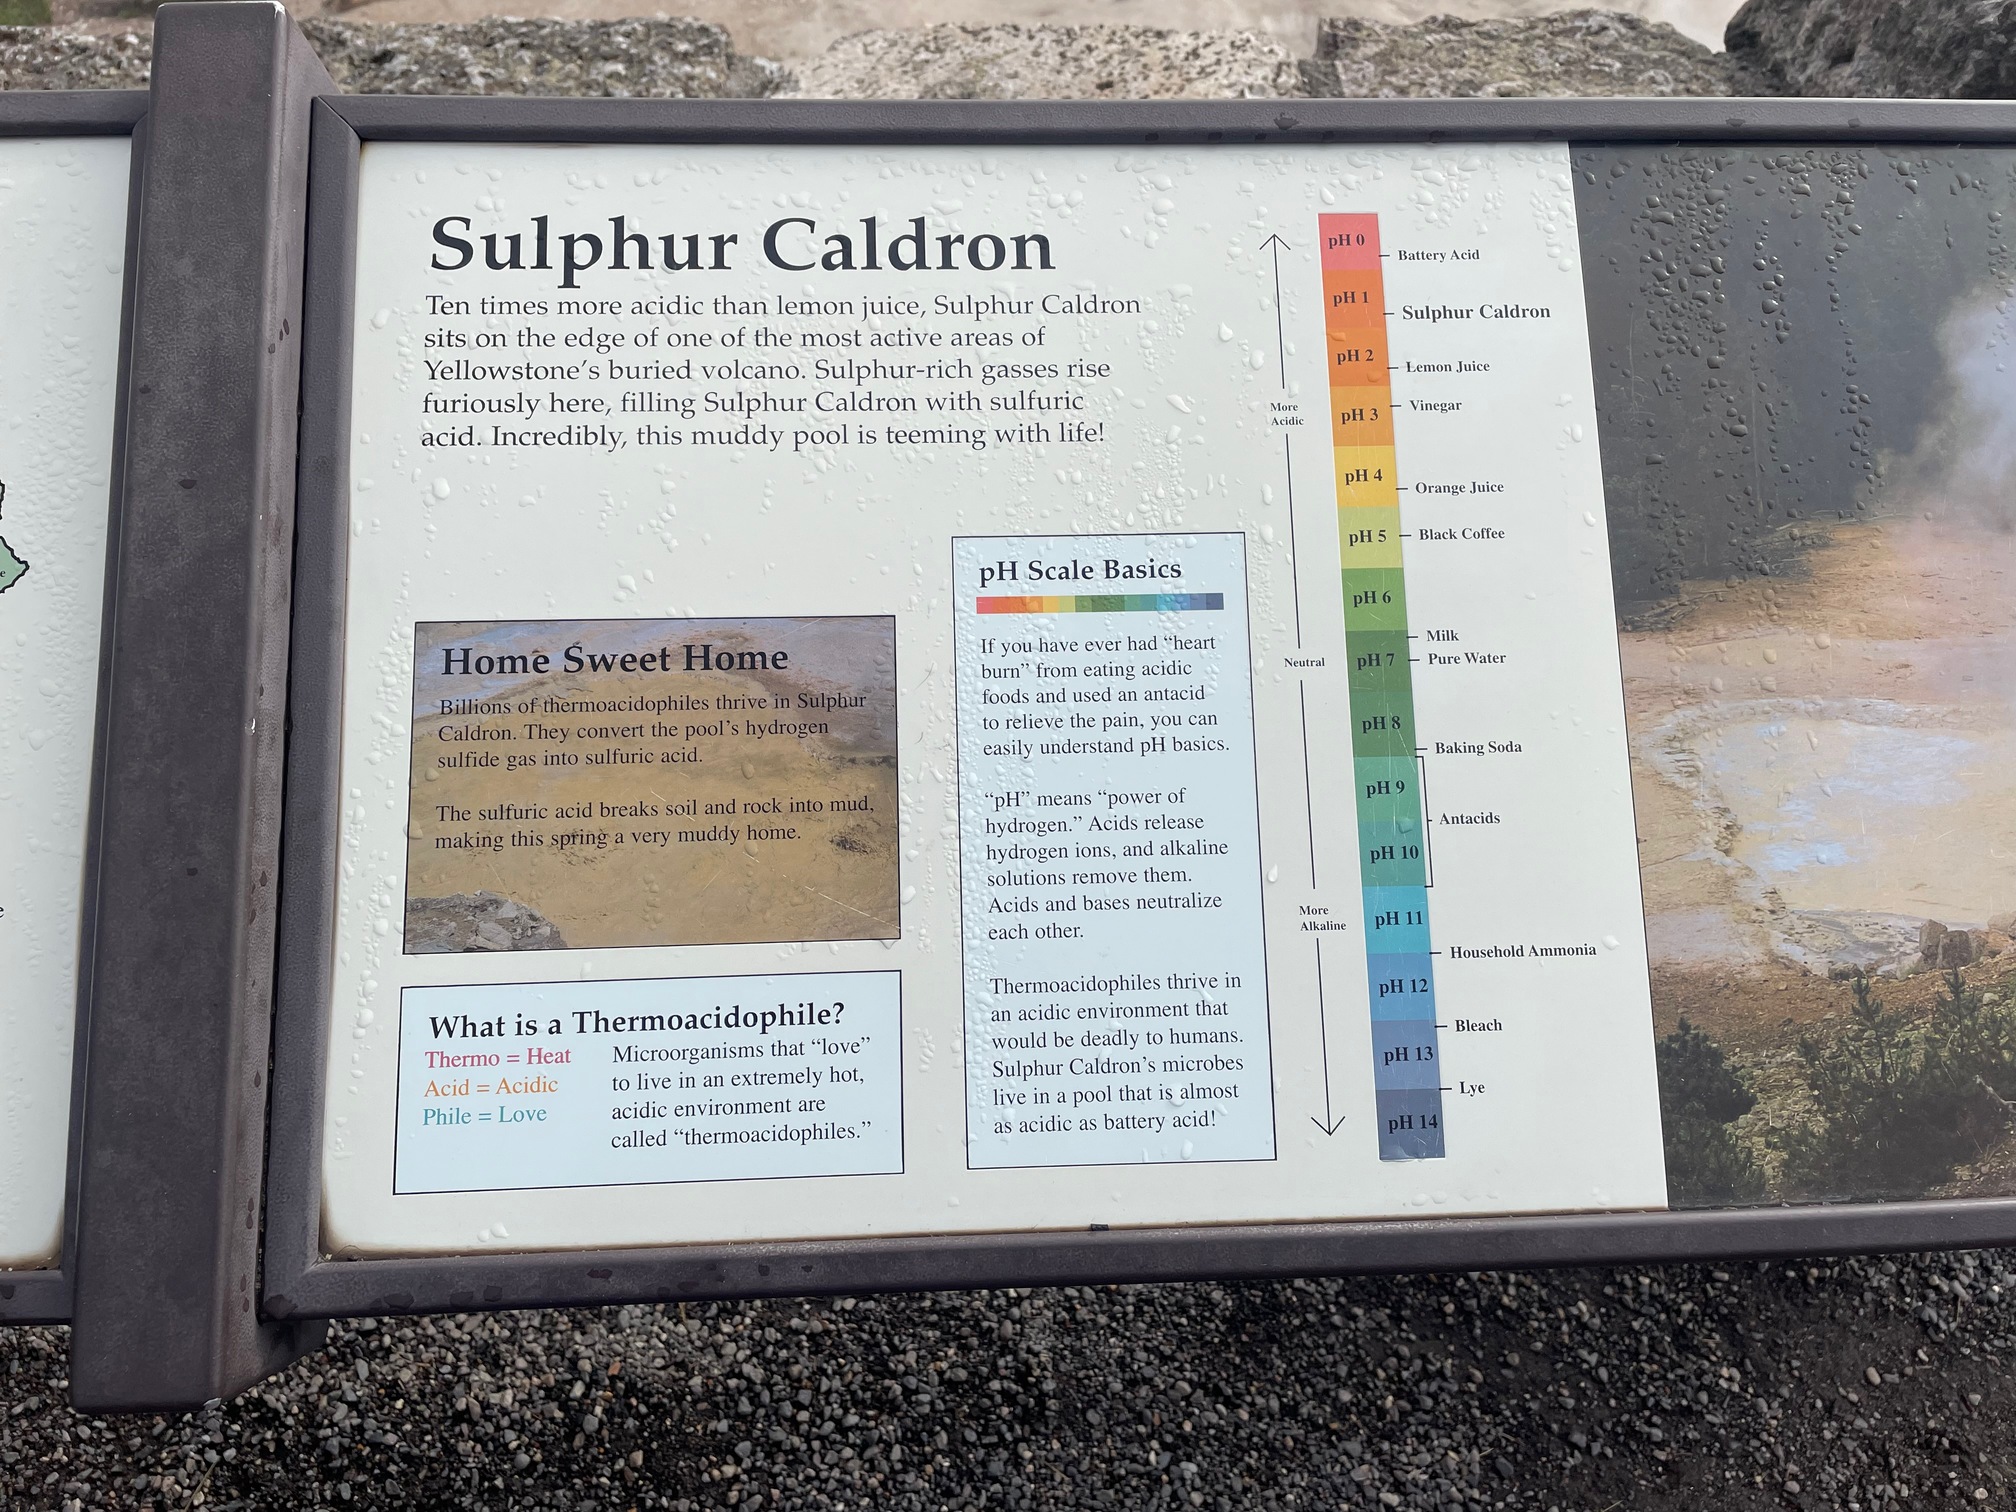 Sulphur Caldron
Ten times more acidic than lemon juice, Sulphur Caldron
sits on the edge of one of the most active areas of
Yellowstone's buried volcano. Sulphur-rich gasses rise
furiously here, filling Sulphur Caldron with sulfuric
acid. Incredibly, this muddy pool is teeming with life!
Home Sweet Home
Billions of thermoacidophiles thrive in Sulphur
Caldron. They convert the pool's hydrogen
sulfide gas into sulfuric acid.
The sulfuric acid breaks soil and rock into mud,
making this spring a very muddy home.
What is a Thermoacidophile?
Thermo = Heat
Acid = Acidic
Phile = Love
Microorganisms that “love”
to live in an extremely hot,
acidic environment are
called “thermoacidophiles.”
pH Scale Basics
If you have ever had “heart
burn” from eating acidic
foods and used an antacid
to relieve the pain, you can
easily understand pH basics.
“pH” means “power of
hydrogen.” Acids release
hydrogen ions, and alkaline
solutions remove them.
Acids and bases neutralize
each other.
Thermoacidophiles thrive in
an acidic environment that
would be deadly to humans.
Sulphur Caldron's microbes
live in a pool that is almost
as acidic as battery acid!
More
Acidic
Neutral
More
Alkaline
pH 0
Battery Acid
pH 1
Sulphur Caldron
pH 2
Lemon Juice
pH 3
Vinegar
pH 4
Orange Juice
pH 5
Black Coffee
pH 6
Milk
pH 7
Pure Water
pH 8
Baking Soda
pH 9
Antacids
pH 10
pH 11
Household Ammonia
pH 12
Bleach
pH 13
Lye
pH 14